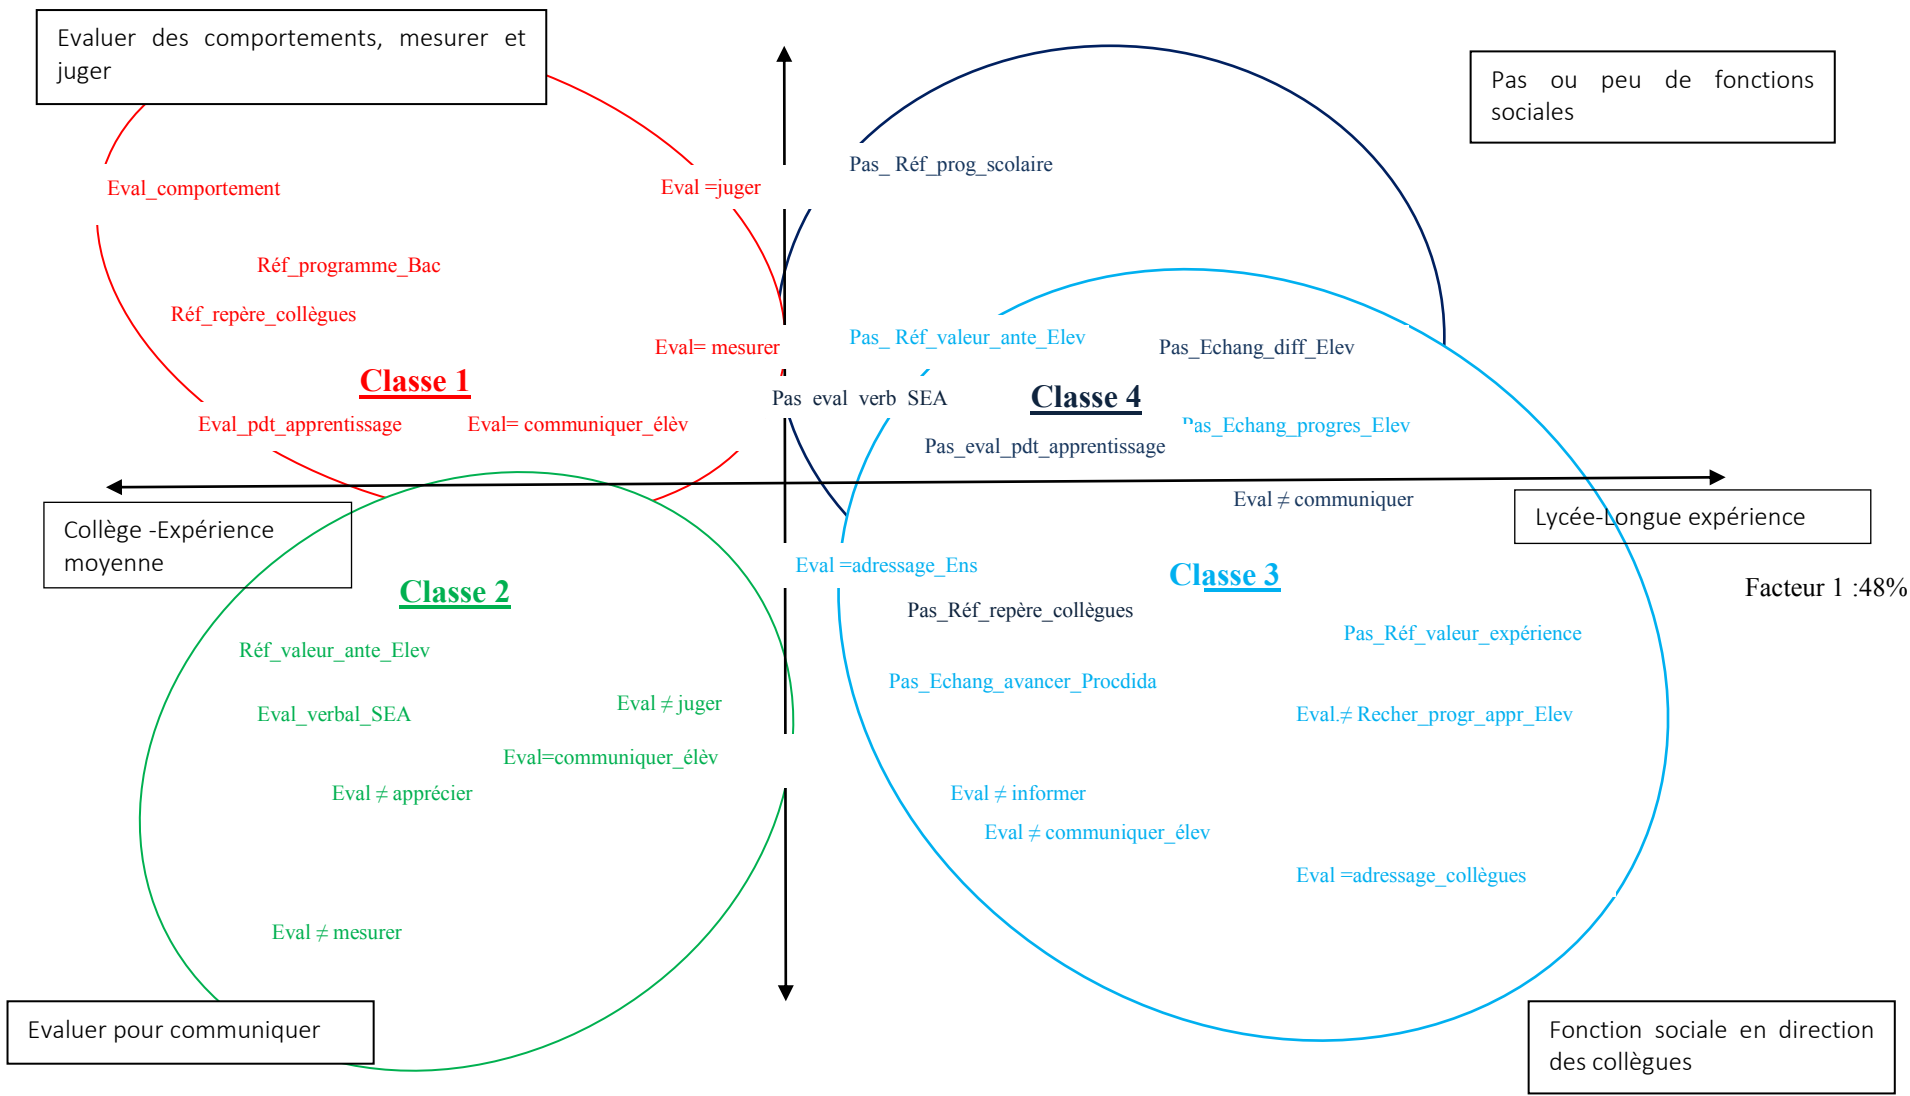 Evaluer des comportements, mesurer et
juger
Pas ou peu de fonctions
sociales
Pas_ Réf_prog_scolaire
Eval_comportement
Eval =juger
Réf_programme_Bac
Réf_repère_collègues
Eval= mesurer
Pas_ Réf_valeur_ante_Elev
Pas_Echang_diff_Elev
Classe 1
Pas_eval_verb_SEA
Classe 4
Eval_pdt_apprentissage
Eval= communiquer_élèv
Pas_Echang_progres_Elev
Pas_eval_pdt_apprentissage
Eval ≠ communiquer
Collège -Expérience
moyenne
Lycée-Longue expérience
Eval =adressage_Ens
Classe 3
Classe 2
Facteur 1 :48%
Pas_Réf_repère_collègues
Pas_Réf_valeur_expérience
Réf_valeur_ante_Elev
Pas_Echang_avancer_Procdida
Eval ≠ juger
Eval_verbal_SEA
Eval.≠ Recher_progr_appr_Elev
Eval=communiquer_élèv
Eval ≠ apprécier
Eval ≠ informer
Eval ≠ communiquer_élev
Eval =adressage_collègues
Eval ≠ mesurer
Evaluer pour communiquer
Fonction sociale en direction
des collègues